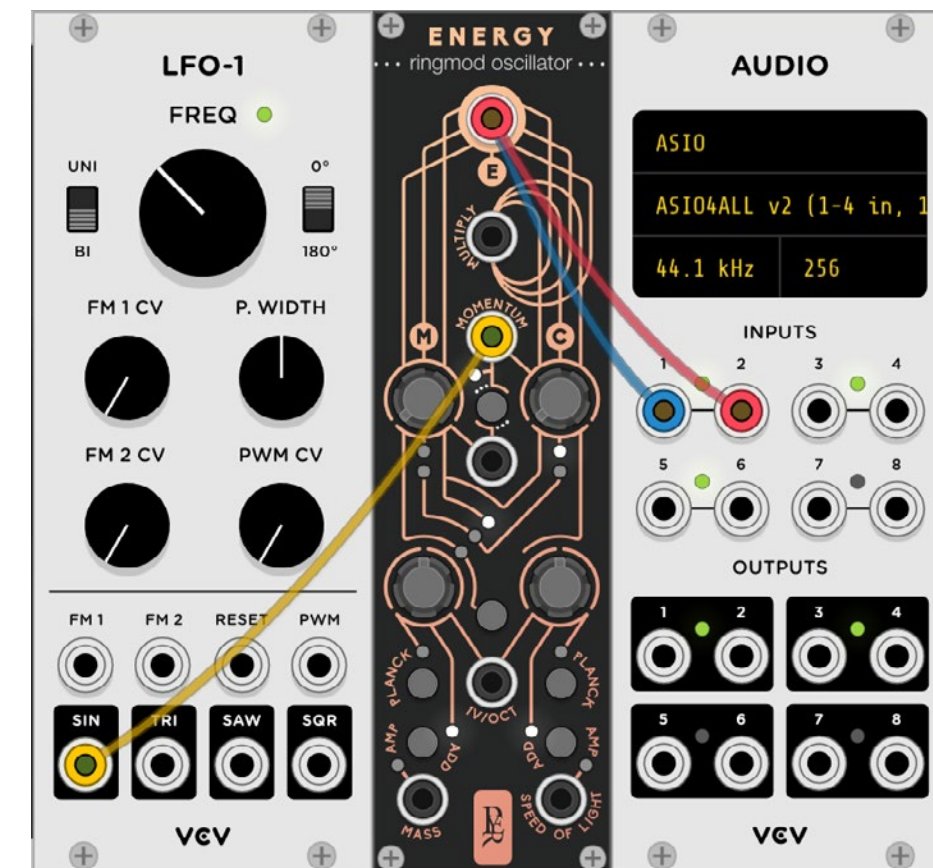 LFO-1
FREQ
UNI
0°
BI
180°
FM 1 CV
P. WIDTH
FM 2 CV
PWM CV
FM 1
FM 2
RESET
PWM
SIN
TRI
SAW
SQR
VCV
ENERGY
··· ringmod oscillator ···
E
MULTIPLY
MOMENTUM
M
C
PLANCK
PLANCK
1V/OCT
AMP
ADD
ADD
AMP
MASS
SPEED OF LIGHT
AUDIO
ASIO
ASIO4ALL v2 (1-4 in, 1
44.1 kHz
256
INPUTS
1
2
3
4
5
6
7
8
OUTPUTS
1
2
3
4
5
6
7
8
VCV